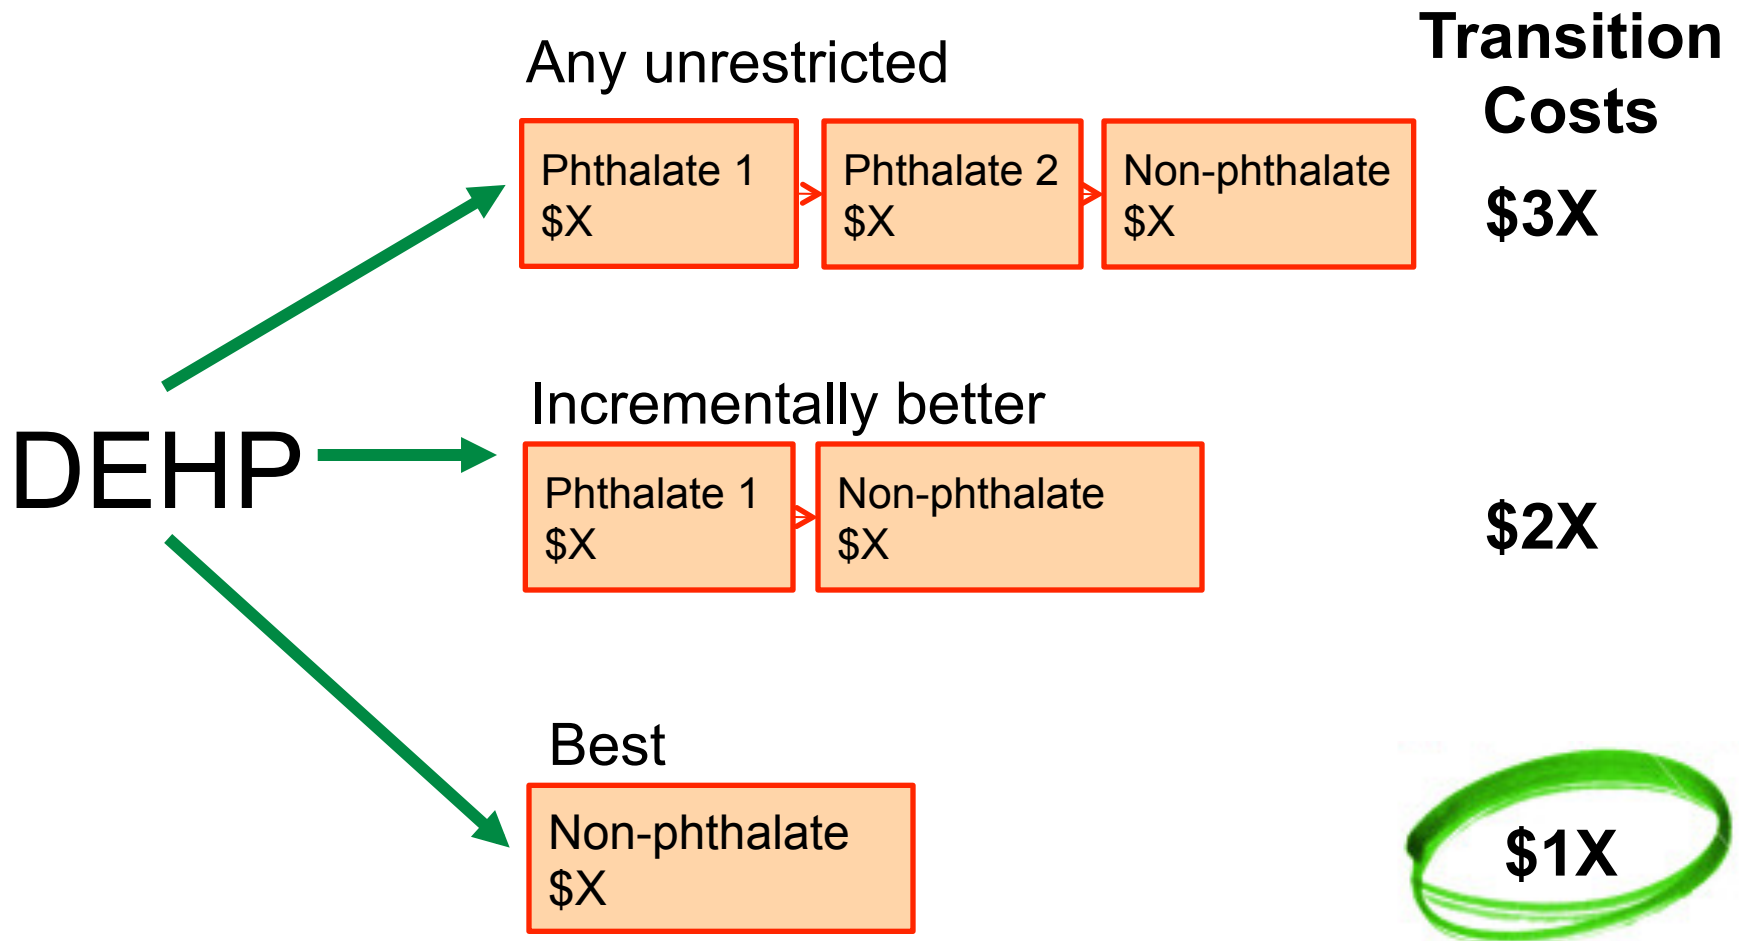 Transition
Costs
Any unrestricted
Phthalate 1
$X
Phthalate 2
$X
Non-phthalate
$X
$3X
DEHP
Incrementally better
Phthalate 1
$X
Non-phthalate
$X
$2X
Best
Non-phthalate
$X
$1X